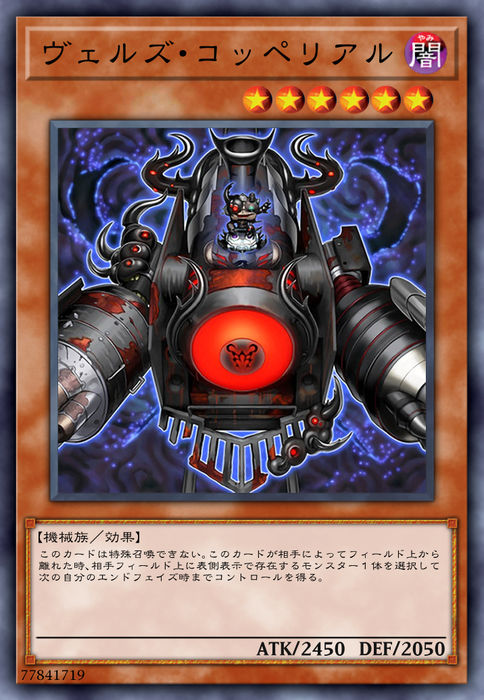 ヴェルズ・コッペリアル
やみ
闇
【機械族／効果】
このカードは特殊召喚できない。このカードが相手によってフィールド上から
離れた時、相手フィールド上に表側表示で存在するモンスター１体を選択して
次の自分のエンドフェイズ時までコントロールを得る。
ATK/2450 DEF/2050
77841719